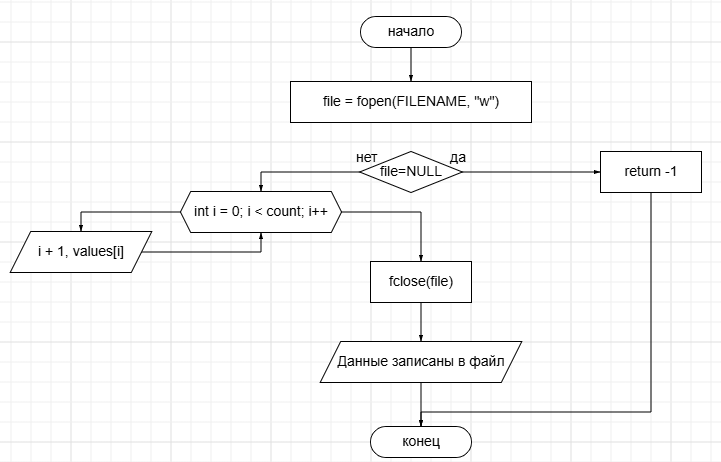 начало
file = fopen(FILENAME, "w")
нет
да
file=NULL
return -1
int i = 0; i < count; i++
i + 1, values[i]
fclose(file)
Данные записаны в файл
конец